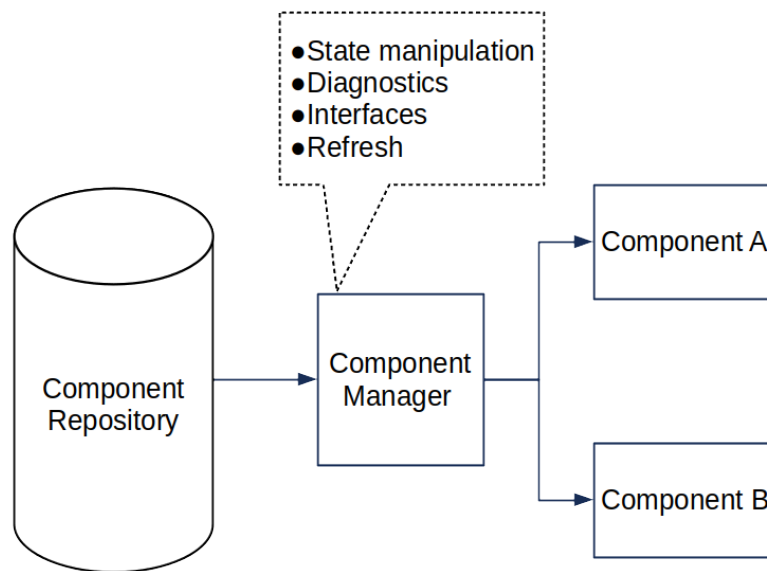 ●State manipulation
●Diagnostics
●Interfaces
●Refresh
Component
Repository
Component
Manager
Component A
Component B